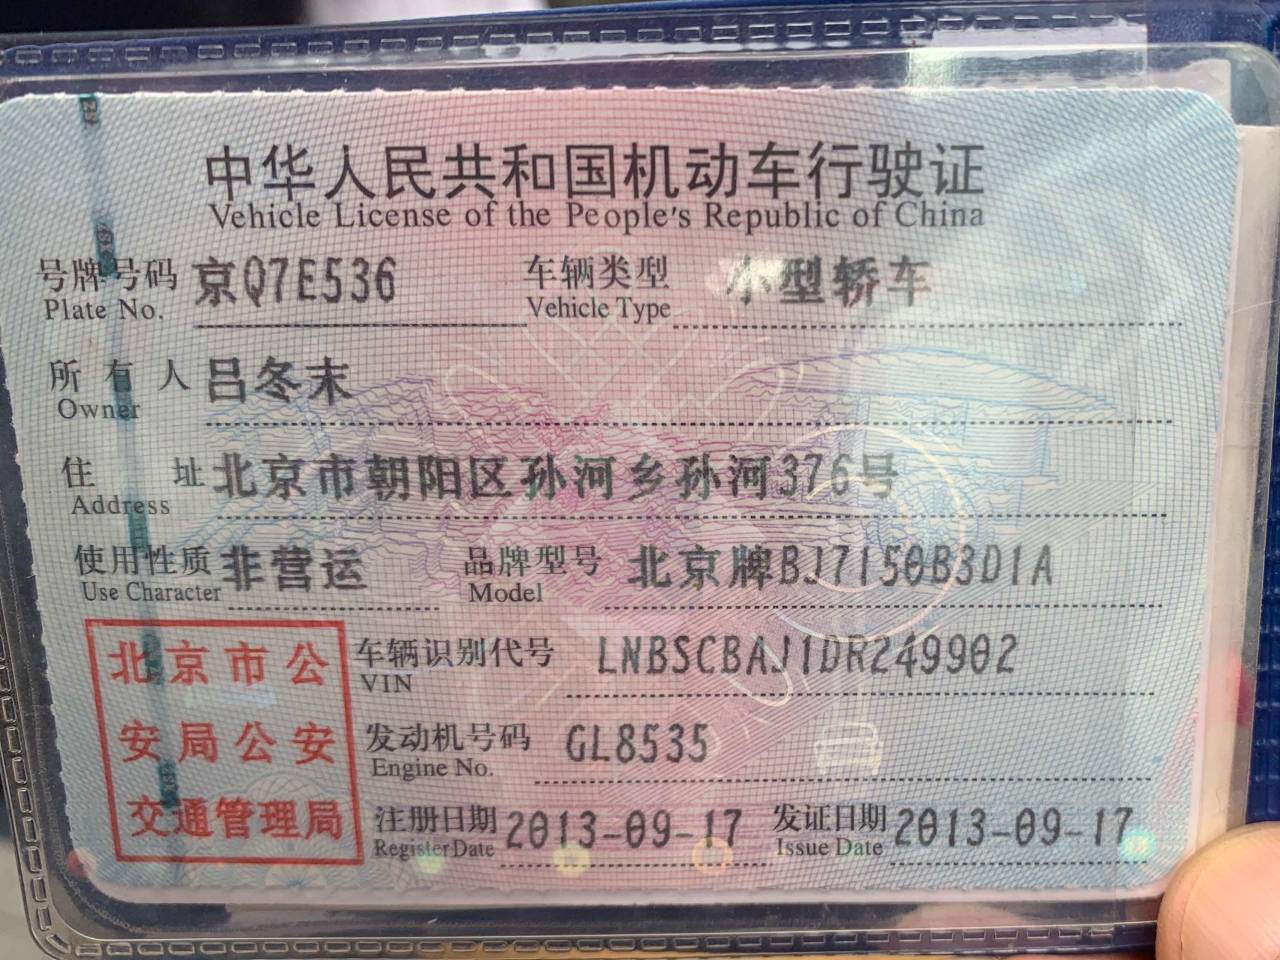 中华人民共和国机动车行驶证
Vehicle License of the People's Republic of China
号牌号码 京Q7E536 车辆类型 小型轿车
Plate No. Vehicle Type
所有人 吕冬末
Owner
住址 北京市朝阳区孙河乡孙河376号
Address
使用性质 非营运 品牌型号 北京牌BJ7150B3D1A
Use Character Model
北京市公
安局公安
交通管理局
车辆识别代号 LNBSCBAJ1DR249902
VIN
发动机号码 GL8535
Engine No.
注册日期 2013-09-17 发证日期 2013-09-17
Register Date Issue Date